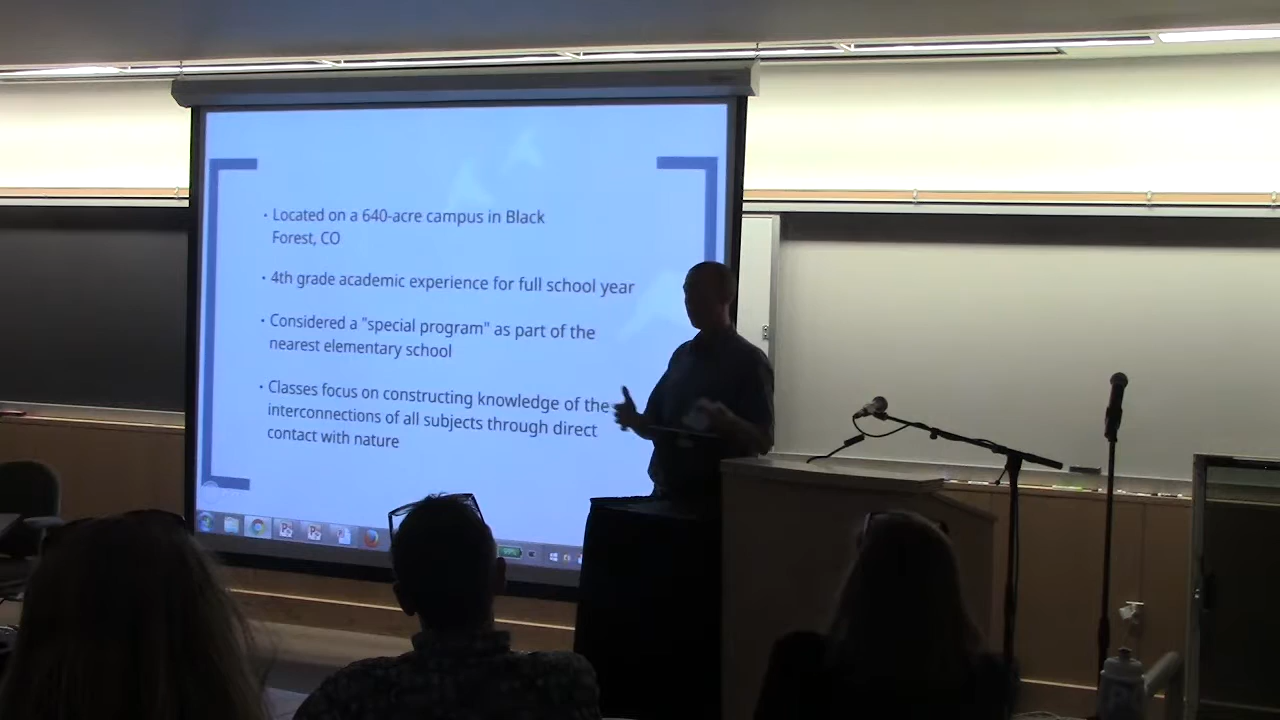 • Located on a 640-acre campus in Black
Forest, CO
• 4th grade academic experience for full school year
• Considered a "special program" as part of the
nearest elementary school
• Classes focus on constructing knowledge of the
interconnections of all subjects through direct
contact with nature